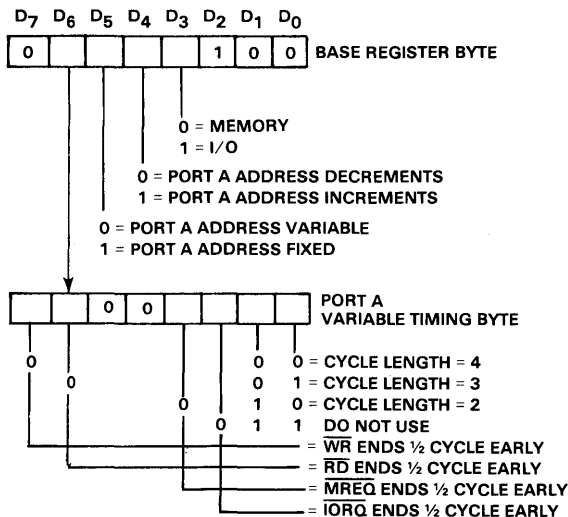 D7 D6 D5 D4 D3 D2 D1 D0
0 1 0 0 BASE REGISTER BYTE
0 = MEMORY
1 = I/O
0 = PORT A ADDRESS DECREMENTS
1 = PORT A ADDRESS INCREMENTS
0 = PORT A ADDRESS VARIABLE
1 = PORT A ADDRESS FIXED
0 0 PORT A
VARIABLE TIMING BYTE
0 0 0 = CYCLE LENGTH = 4
0 0 1 = CYCLE LENGTH = 3
0 1 0 = CYCLE LENGTH = 2
0 1 1 DO NOT USE
= WR ENDS ½ CYCLE EARLY
= RD ENDS ½ CYCLE EARLY
= MREQ ENDS ½ CYCLE EARLY
= IORQ ENDS ½ CYCLE EARLY